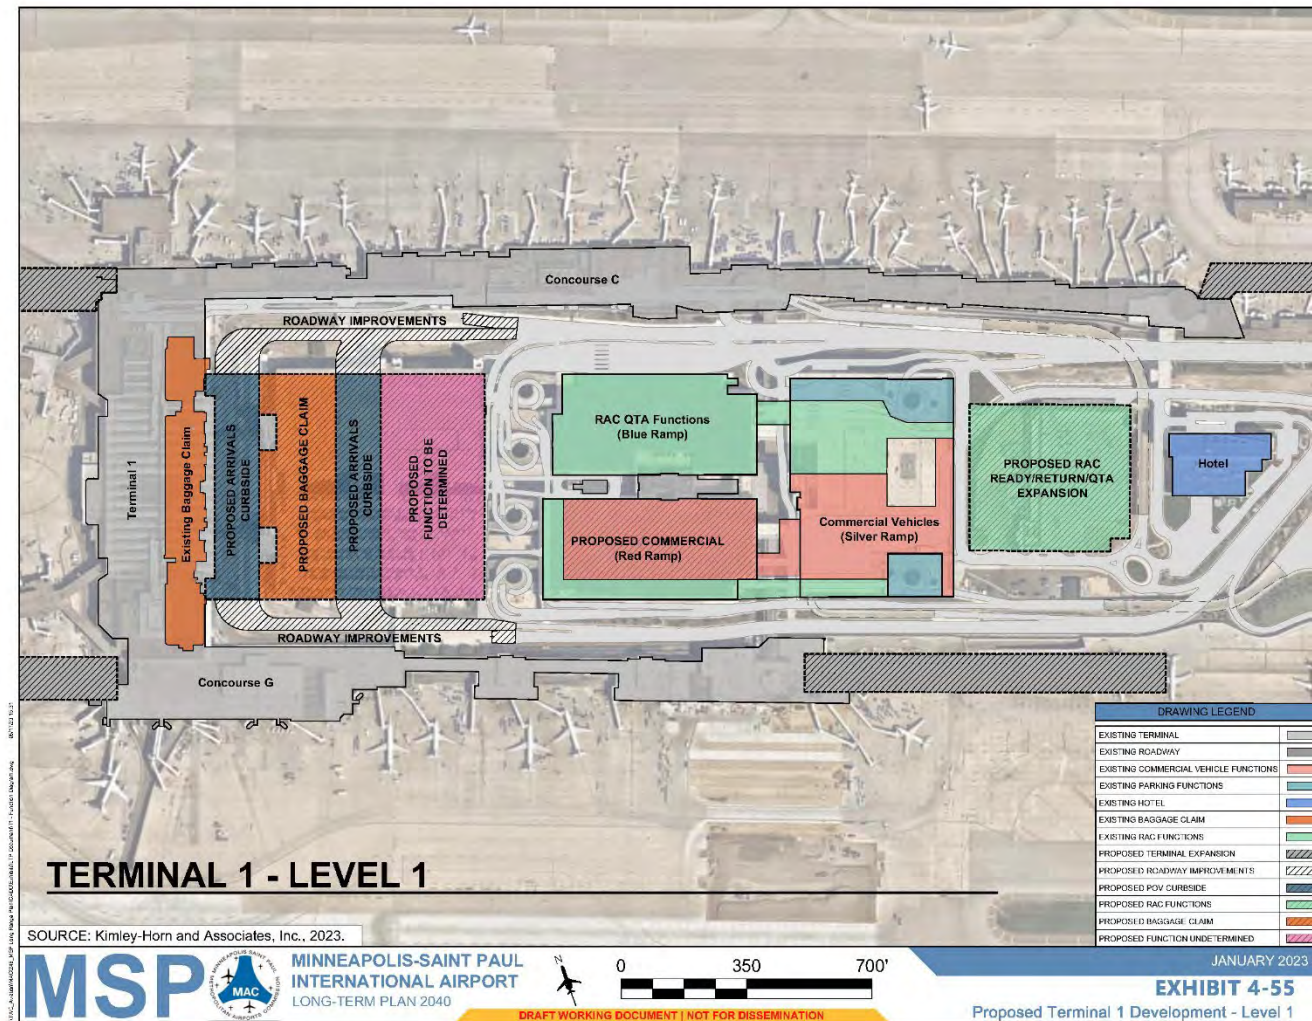 Concourse C
ROADWAY IMPROVEMENTS
Terminal 1
Existing Baggage Claim
PROPOSED ARRIVALS
CURBSIDE
PROPOSED BAGGAGE CLAIM
PROPOSED ARRIVALS
CURBSIDE
PROPOSED
FUNCTION TO BE
DETERMINED
RAC QTA Functions
(Blue Ramp)
PROPOSED COMMERCIAL
(Red Ramp)
Commercial Vehicles
(Silver Ramp)
PROPOSED RAC
READY/RETURN/QTA
EXPANSION
Hotel
ROADWAY IMPROVEMENTS
Concourse G
DRAWING LEGEND
EXISTING TERMINAL
EXISTING ROADWAY
EXISTING COMMERCIAL VEHICLE FUNCTIONS
EXISTING PARKING FUNCTIONS
EXISTING HOTEL
EXISTING BAGGAGE CLAIM
EXISTING RAC FUNCTIONS
PROPOSED TERMINAL EXPANSION
PROPOSED ROADWAY IMPROVEMENTS
PROPOSED POV CURBSIDE
PROPOSED RAC FUNCTIONS
PROPOSED BAGGAGE CLAIM
PROPOSED FUNCTION UNDETERMINED
TERMINAL 1 - LEVEL 1
SOURCE: Kimley-Horn and Associates, Inc., 2023.
MSP
MINNEAPOLIS SAINT PAUL
MAC
METROPOLITAN AIRPORTS COMMISSION
MINNEAPOLIS-SAINT PAUL
INTERNATIONAL AIRPORT
LONG-TERM PLAN 2040
N
0 350 700'
DRAFT WORKING DOCUMENT | NOT FOR DISSEMINATION
JANUARY 2023
EXHIBIT 4-55
Proposed Terminal 1 Development - Level 1